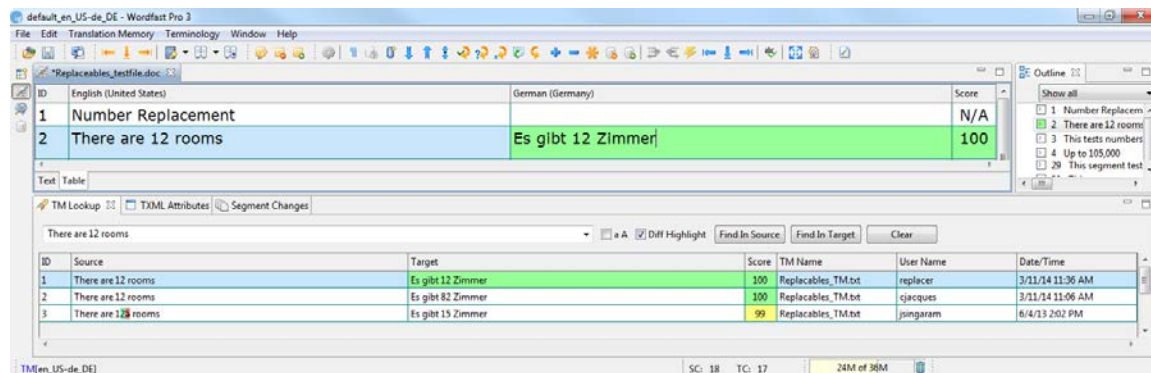 default_en_US-de_DE - Wordfast Pro 3
File Edit Translation Memory Terminology Window Help
*Replaceables_testfile.doc
ID English (United States) German (Germany) Score
1 Number Replacement N/A
2 There are 12 rooms Es gibt 12 Zimmer 100
Text Table
Outline
Show all
1 Number Replacem
2 There are 12 rooms
3 This tests numbers
4 Up to 105,000
29 This segment test
TM Lookup TXML Attributes Segment Changes
There are 12 rooms a A Diff Highlight Find In Source Find In Target Clear
ID Source Target Score TM Name User Name Date/Time
1 There are 12 rooms Es gibt 12 Zimmer 100 Replacables_TM.txt replacer 3/11/14 11:36 AM
2 There are 12 rooms Es gibt 82 Zimmer 100 Replacables_TM.txt cjacques 3/11/14 11:06 AM
3 There are rooms Es gibt 15 Zimmer 99 Replacables_TM.txt jsingaram 6/4/13 2:02 PM
TM[en_US-de_DE] SC: 18 TC: 17 24M of 36M